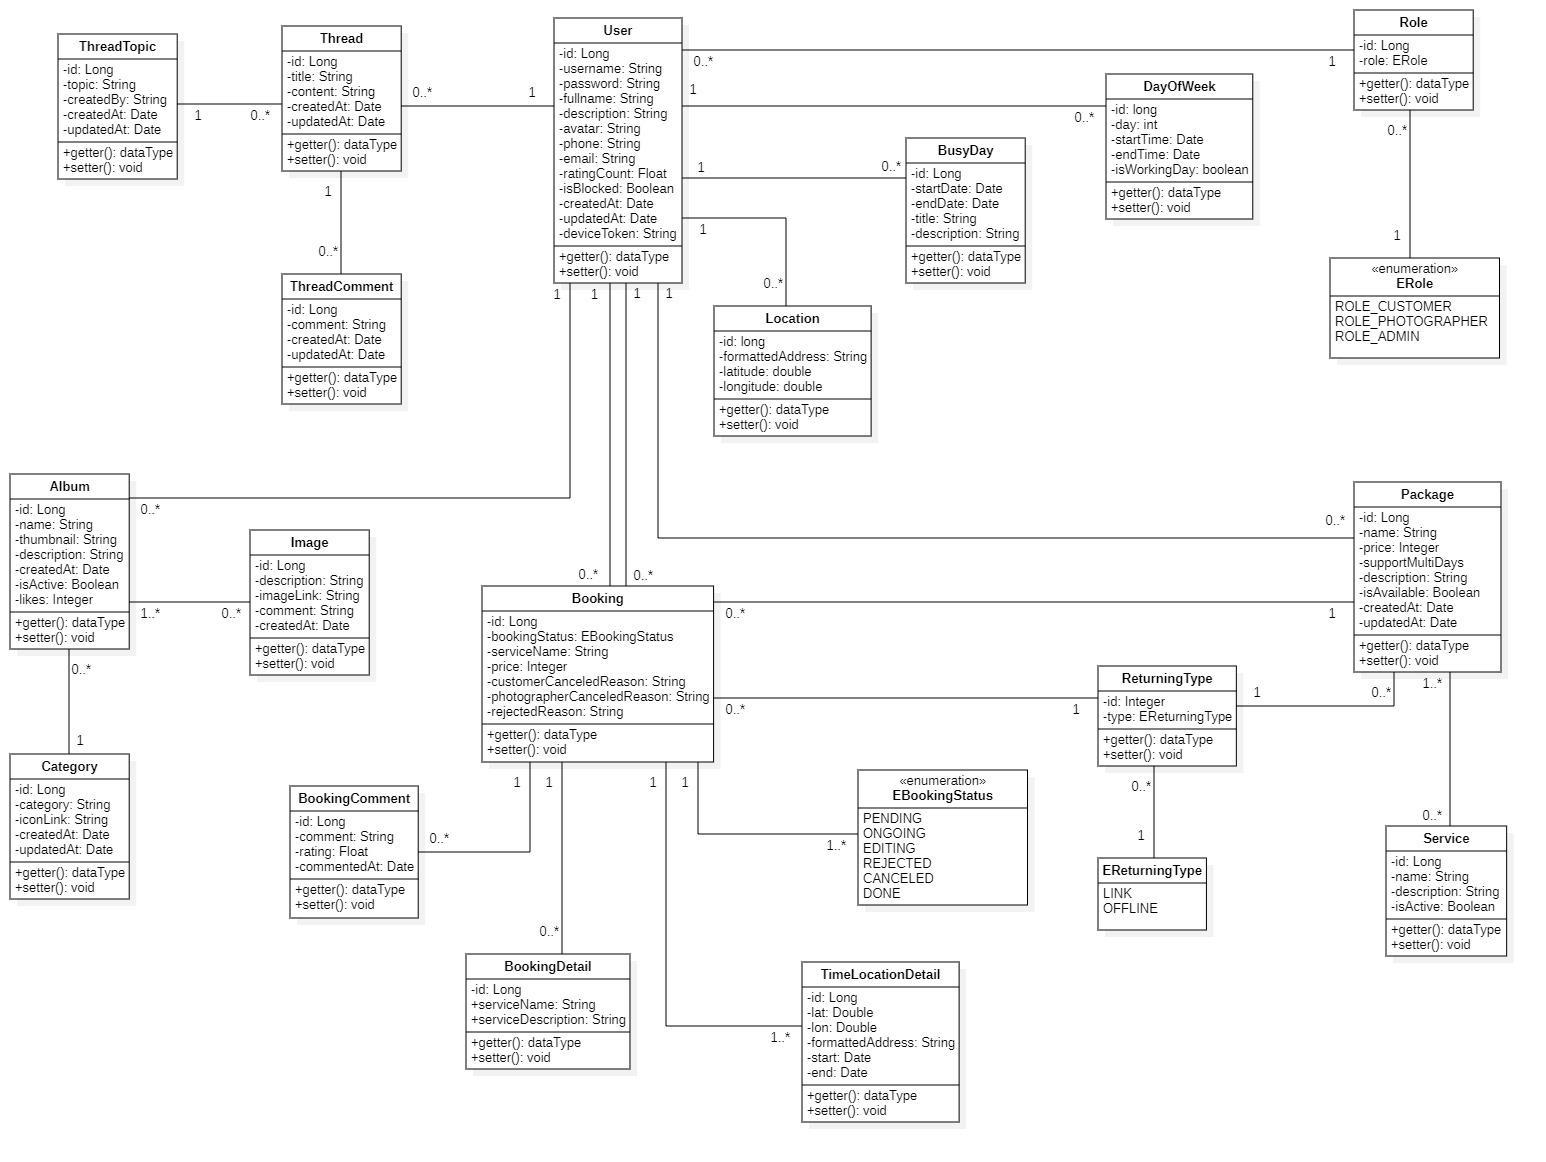 ThreadTopic
-id: Long
-topic: String
-createdBy: String
-createdAt: Date
-updatedAt: Date
+getter(): dataType
+setter(): void
1
0..*
Thread
-id: Long
-title: String
-content: String
-createdAt: Date
-updatedAt: Date
+getter(): dataType
+setter(): void
0..*
1
1
0..*
ThreadComment
-id: Long
-comment: String
-createdAt: Date
-updatedAt: Date
+getter(): dataType
+setter(): void
User
-id: Long
-username: String
-password: String
-fullname: String
-description: String
-avatar: String
-phone: String
-email: String
-ratingCount: Float
-isBlocked: Boolean
-createdAt: Date
-updatedAt: Date
-deviceToken: String
+getter(): dataType
+setter(): void
0..*
1
1
0..*
1
0..*
1
0..*
1
1
1
1
Role
-id: Long
-role: ERole
+getter(): dataType
+setter(): void
0..*
1
DayOfWeek
-id: long
-day: int
-startTime: Date
-endTime: Date
-isWorkingDay: boolean
+getter(): dataType
+setter(): void
BusyDay
-id: Long
-startDate: Date
-endDate: Date
-title: String
-description: String
+getter(): dataType
+setter(): void
«enumeration»
ERole
ROLE_CUSTOMER
ROLE_PHOTOGRAPHER
ROLE_ADMIN
Location
-id: long
-formattedAddress: String
-latitude: double
-longitude: double
+getter(): dataType
+setter(): void
Album
-id: Long
-name: String
-thumbnail: String
-description: String
-createdAt: Date
-isActive: Boolean
-likes: Integer
+getter(): dataType
+setter(): void
0..*
1..*
0..*
0..*
1
Image
-id: Long
-description: String
-imageLink: String
-comment: String
-createdAt: Date
+getter(): dataType
+setter(): void
Category
-id: Long
-category: String
-iconLink: String
-createdAt: Date
-updatedAt: Date
+getter(): dataType
+setter(): void
0..*
0..*
Booking
-id: Long
-bookingStatus: EBookingStatus
-serviceName: String
-price: Integer
-customerCanceledReason: String
-photographerCanceledReason: String
-rejectedReason: String
+getter(): dataType
+setter(): void
0..*
1
0..*
1
1
1
1
1
0..*
Package
-id: Long
-name: String
-price: Integer
-supportMultiDays
-description: String
-isAvailable: Boolean
-createdAt: Date
-updatedAt: Date
+getter(): dataType
+setter(): void
1
0..*
1..*
0..*
ReturningType
-id: Integer
-type: EReturningType
+getter(): dataType
+setter(): void
0..*
1
BookingComment
-id: Long
-comment: String
-rating: Float
-commentedAt: Date
+getter(): dataType
+setter(): void
0..*
«enumeration»
EBookingStatus
PENDING
ONGOING
EDITING
REJECTED
CANCELED
DONE
1..*
EReturningType
LINK
OFFLINE
Service
-id: Long
-name: String
-description: String
-isActive: Boolean
+getter(): dataType
+setter(): void
0..*
BookingDetail
-id: Long
+serviceName: String
+serviceDescription: String
+getter(): dataType
+setter(): void
1..*
TimeLocationDetail
-id: Long
-lat: Double
-lon: Double
-formattedAddress: String
-start: Date
-end: Date
+getter(): dataType
+setter(): void